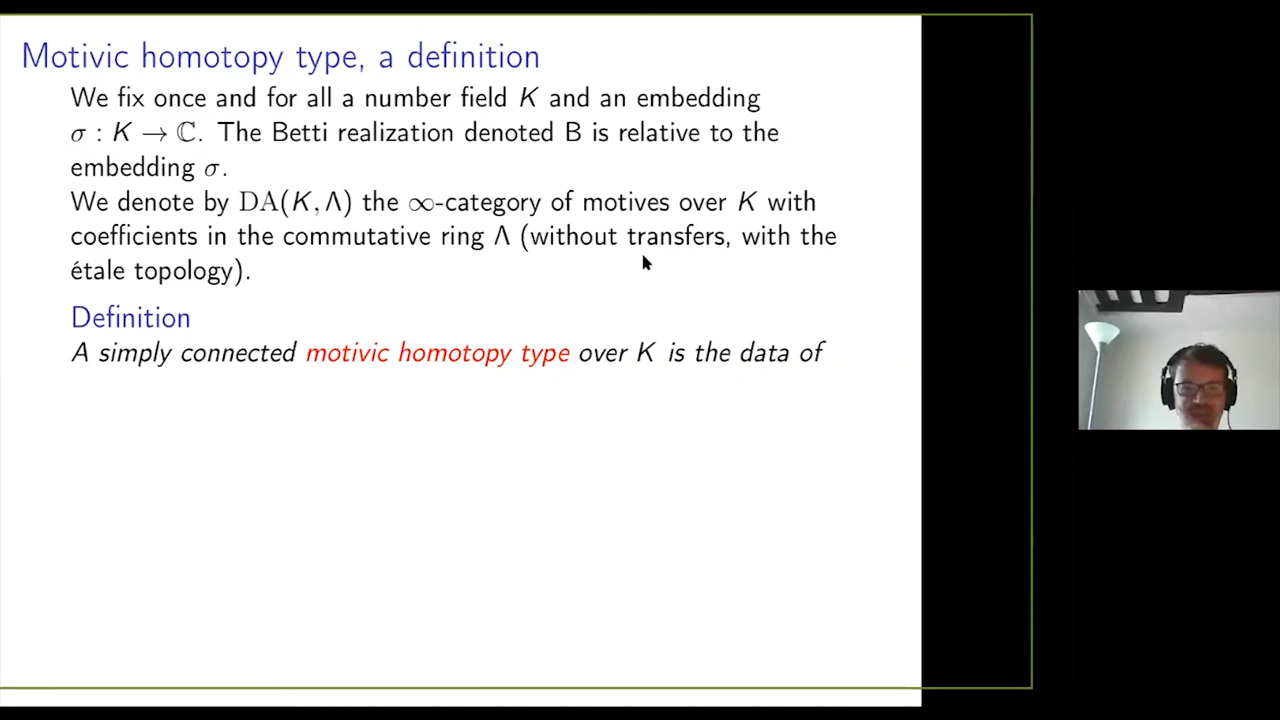 Motivic homotopy type, a definition
We fix once and for all a number field K and an embedding
σ : K → ℂ. The Betti realization denoted B is relative to the
embedding σ.
We denote by DA(K, Λ) the ∞-category of motives over K with
coefficients in the commutative ring Λ (without transfers, with the
étale topology).
Definition
A simply connected motivic homotopy type over K is the data of